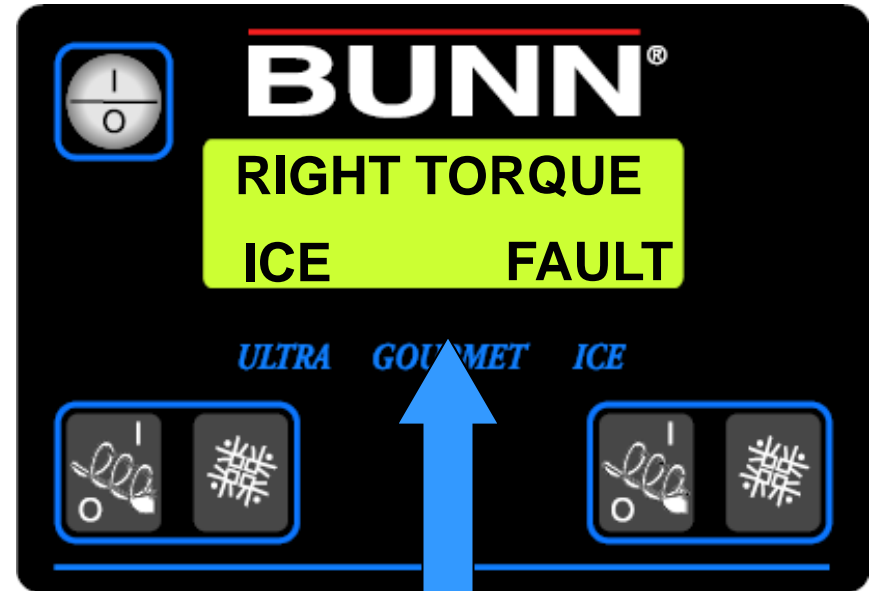 I
O
BUNN®
RIGHT TORQUE
ICE FAULT
ULTRA GOURMET ICE
I I
O O